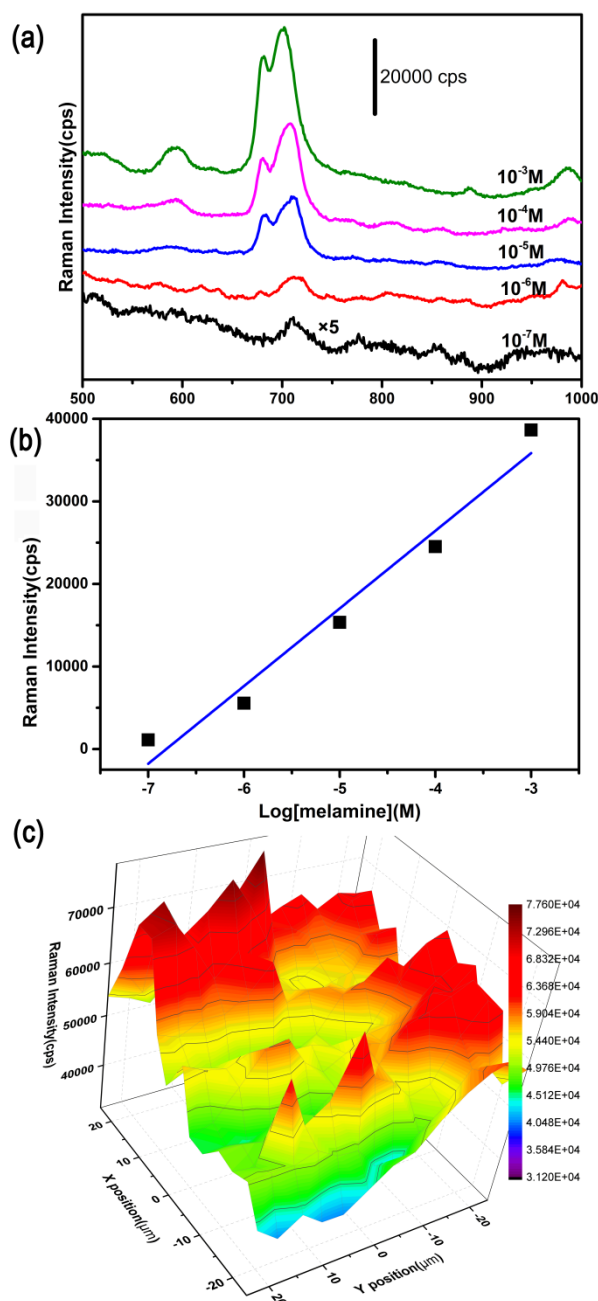 (a)
20000 cps
Raman Intensity(cps)
10⁻³M
10⁻⁴M
10⁻⁵M
10⁻⁶M
×5
10⁻⁷M
500 600 700 800 900 1000
(b)
40000
30000
20000
10000
0
Raman Intensity(cps)
-7 -6 -5 -4 -3
Log[melamine](M)
(c)
70000
60000
50000
40000
Raman Intensity(cps)
20
10
0
-10
-20
X position(μm)
20
10
0
-10
-20
Y position(μm)
7.760E+04
7.296E+04
6.832E+04
6.368E+04
5.904E+04
5.440E+04
4.976E+04
4.512E+04
4.048E+04
3.584E+04
3.120E+04